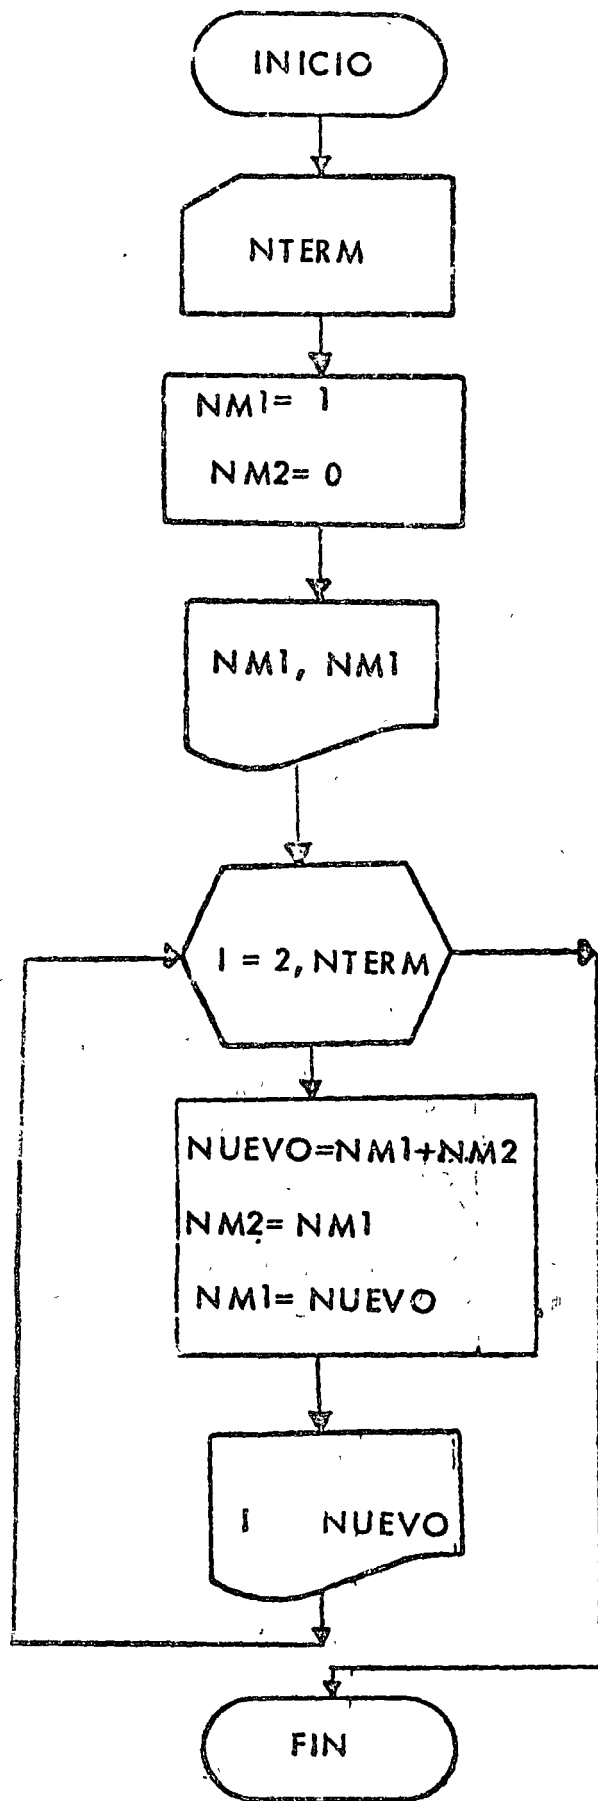 INICIO
NTERM
NM1= 1
NM2= 0
NM1, NM1
I = 2, NTERM
NUEVO=NM1+NM2
NM2= NM1
NM1= NUEVO
I NUEVO
FIN